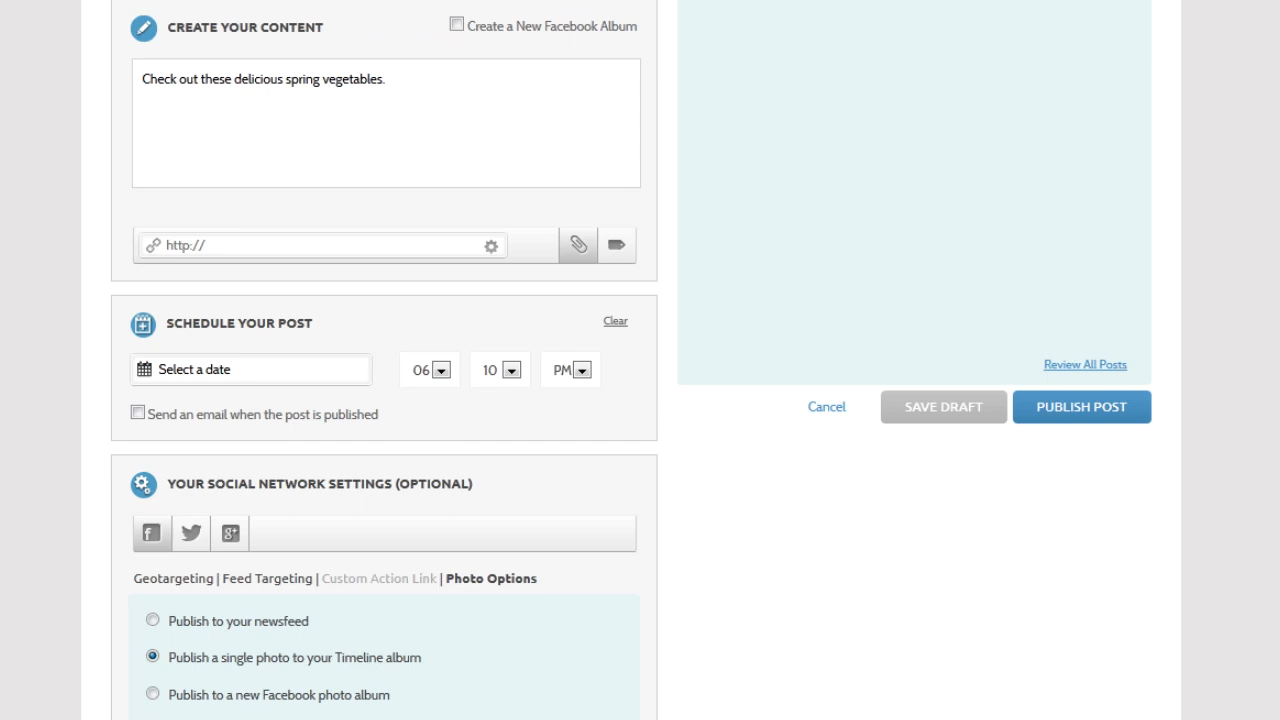 CREATE YOUR CONTENT
Create a New Facebook Album
Check out these delicious spring vegetables.
http://
SCHEDULE YOUR POST
Clear
Select a date
06
10
PM
Send an email when the post is published
YOUR SOCIAL NETWORK SETTINGS (OPTIONAL)
Geotargeting | Feed Targeting | Custom Action Link | Photo Options
Publish to your newsfeed
Publish a single photo to your Timeline album
Publish to a new Facebook photo album
Review All Posts
Cancel
SAVE DRAFT
PUBLISH POST